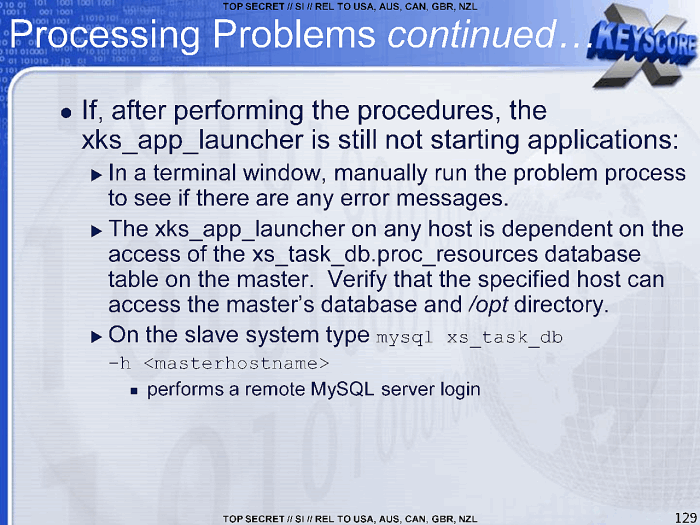 TOP SECRET // SI // REL TO USA, AUS, CAN, GBR, NZL
Processing Problems continued...
XKEYSCORE
If, after performing the procedures, the
xks_app_launcher is still not starting applications:
In a terminal window, manually run the problem process
to see if there are any error messages.
The xks_app_launcher on any host is dependent on the
access of the xs_task_db.proc_resources database
table on the master. Verify that the specified host can
access the master's database and /opt directory.
On the slave system type mysql xs_task_db
-h <masterhostname>
performs a remote MySQL server login
TOP SECRET // SI // REL TO USA, AUS, CAN, GBR, NZL
129